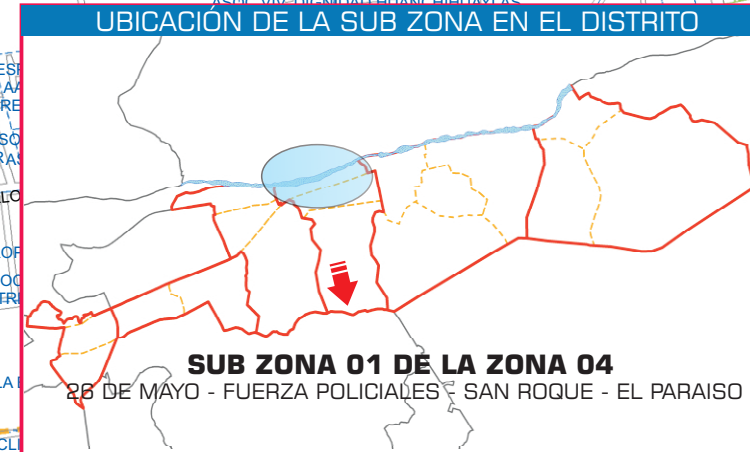 UBICACIÓN DE LA SUB ZONA EN EL DISTRITO
SUB ZONA 01 DE LA ZONA 04
28 DE MAYO - FUERZA POLICIALES - SAN ROQUE - EL PARAISO